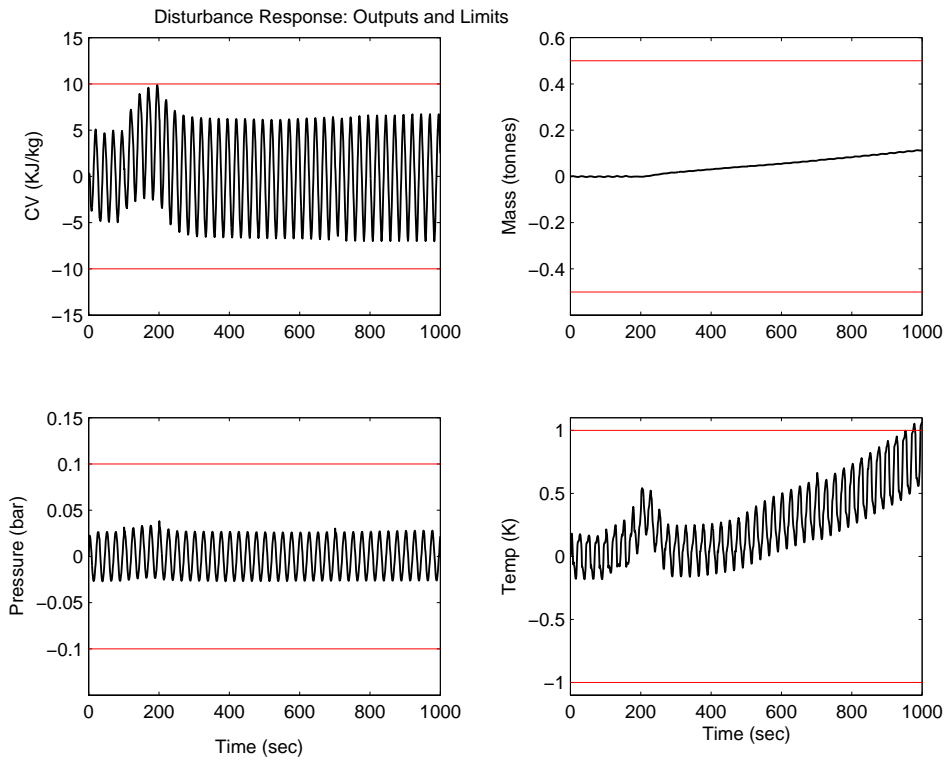 Disturbance Response: Outputs and Limits
15
10
5
0
−5
−10
−15
CV (KJ/kg)
0 200 400 600 800 1000
0.6
0.4
0.2
0
−0.2
−0.4
Mass (tonnes)
0 200 400 600 800 1000
0.15
0.1
0.05
0
−0.05
−0.1
Pressure (bar)
0 200 400 600 800 1000
Time (sec)
1
0.5
0
−0.5
−1
Temp (K)
0 200 400 600 800 1000
Time (sec)